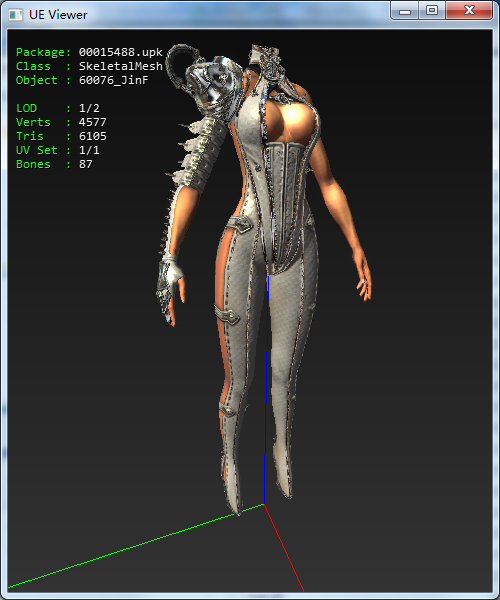 UE Viewer
Package: 00015488.upk
Class : SkeletalMesh
Object : 60076_JinF
LOD : 1/2
Verts : 4577
Tris : 6105
UV Set : 1/1
Bones : 87